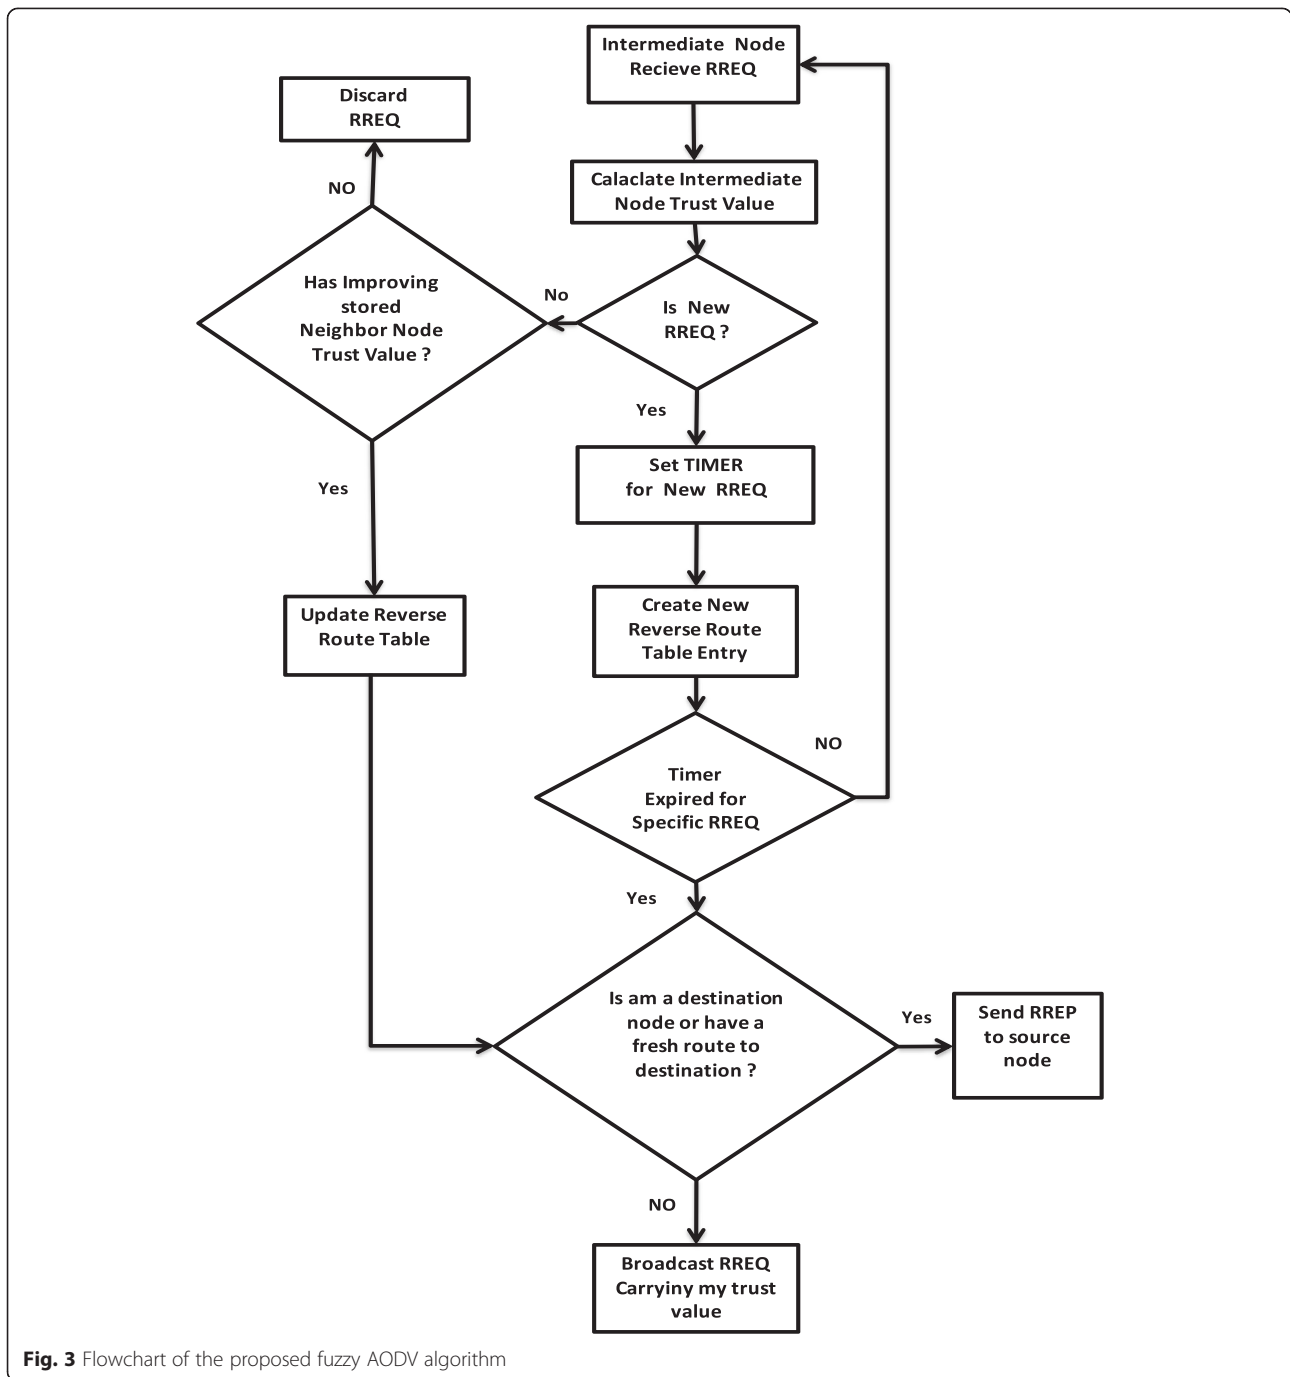 Intermediate Node
Recieve RREQ
Discard
RREQ
NO
Calaclate Intermediate
Node Trust Value
Has Improving
stored
Neighbor Node
Trust Value ?
No
Is New
RREQ ?
Yes
Yes
Set TIMER
for New RREQ
Update Reverse
Route Table
Create New
Reverse Route
Table Entry
NO
Timer
Expired for
Specific RREQ
Yes
Is am a destination
node or have a
fresh route to
destination ?
Yes
Send RREP
to source
node
NO
Broadcast RREQ
Carryiny my trust
value
Fig. 3 Flowchart of the proposed fuzzy AODV algorithm